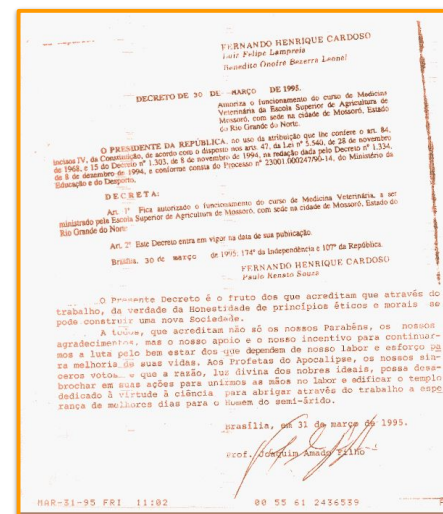 FERNANDO HENRIQUE CARDOSO
Luiz Felipe Lampreia
Benedito Onofre Bezerra Leonel
DECRETO DE 30 DE MARÇO DE 1995.
Autoriza o funcionamento do curso de Medicina
Veterinária da Escola Superior de Agricultura de
Mossoró, com sede na cidade de Mossoró, Estado
do Rio Grande do Norte.
O PRESIDENTE DA REPÚBLICA, no uso da atribuição que lhe confere o art. 84,
incisos IV, da Constituição, de acordo com o disposto nos arts. 47, da Lei nº 5.540, de 28 de novembro
de 1968, e 15 do Decreto nº 1.303, de 8 de novembro de 1994, na redação dada pelo Decreto nº 1.334,
de 8 de dezembro de 1994, e conforme consta do Processo nº 23001.000247/90-14, do Ministério da
Educação e do Desporto,
D E C R E T A :
Art. 1º Fica autorizado o funcionamento do curso de Medicina Veterinária, a ser
ministrado pela Escola Superior de Agricultura de Mossoró, com sede na cidade de Mossoró, Estado do
Rio Grande do Norte.
Art. 2º Este Decreto entra em vigor na data de sua publicação.
Brasília, 30 de março de 1995; 174º da Independência e 107º da República.
FERNANDO HENRIQUE CARDOSO
Paulo Renato Souza
O Presente Decreto é o fruto dos que acreditam que através do
trabalho, da verdade da Honestidade de princípios éticos e morais se
pode construir uma nova Sociedade.
A todos, que acreditam não só os nossos Parabéns, os nossos
agradecimentos, mas o nosso apoio e o nosso incentivo para continuar-
mos a luta pelo bem estar dos que dependem de nosso labor e esforço pa
ra melhoria de suas vidas. Aos Profetas do Apocalipse, os nossos sin-
ceros votos e que a razão, luz divina dos nobres ideais, possa desa-
brochar em suas ações para unirmos as mãos no labor e edificar o templo
dedicado à virtude à ciência para abrigar através do trabalho a espe
rança de melhores dias para o Homem do semi-árido.
Brasília, em 31 de março de 1995.
Prof. Joaquim Amado Filho
MAR-31-95 FRI 11:02 00 55 61 2436539 P